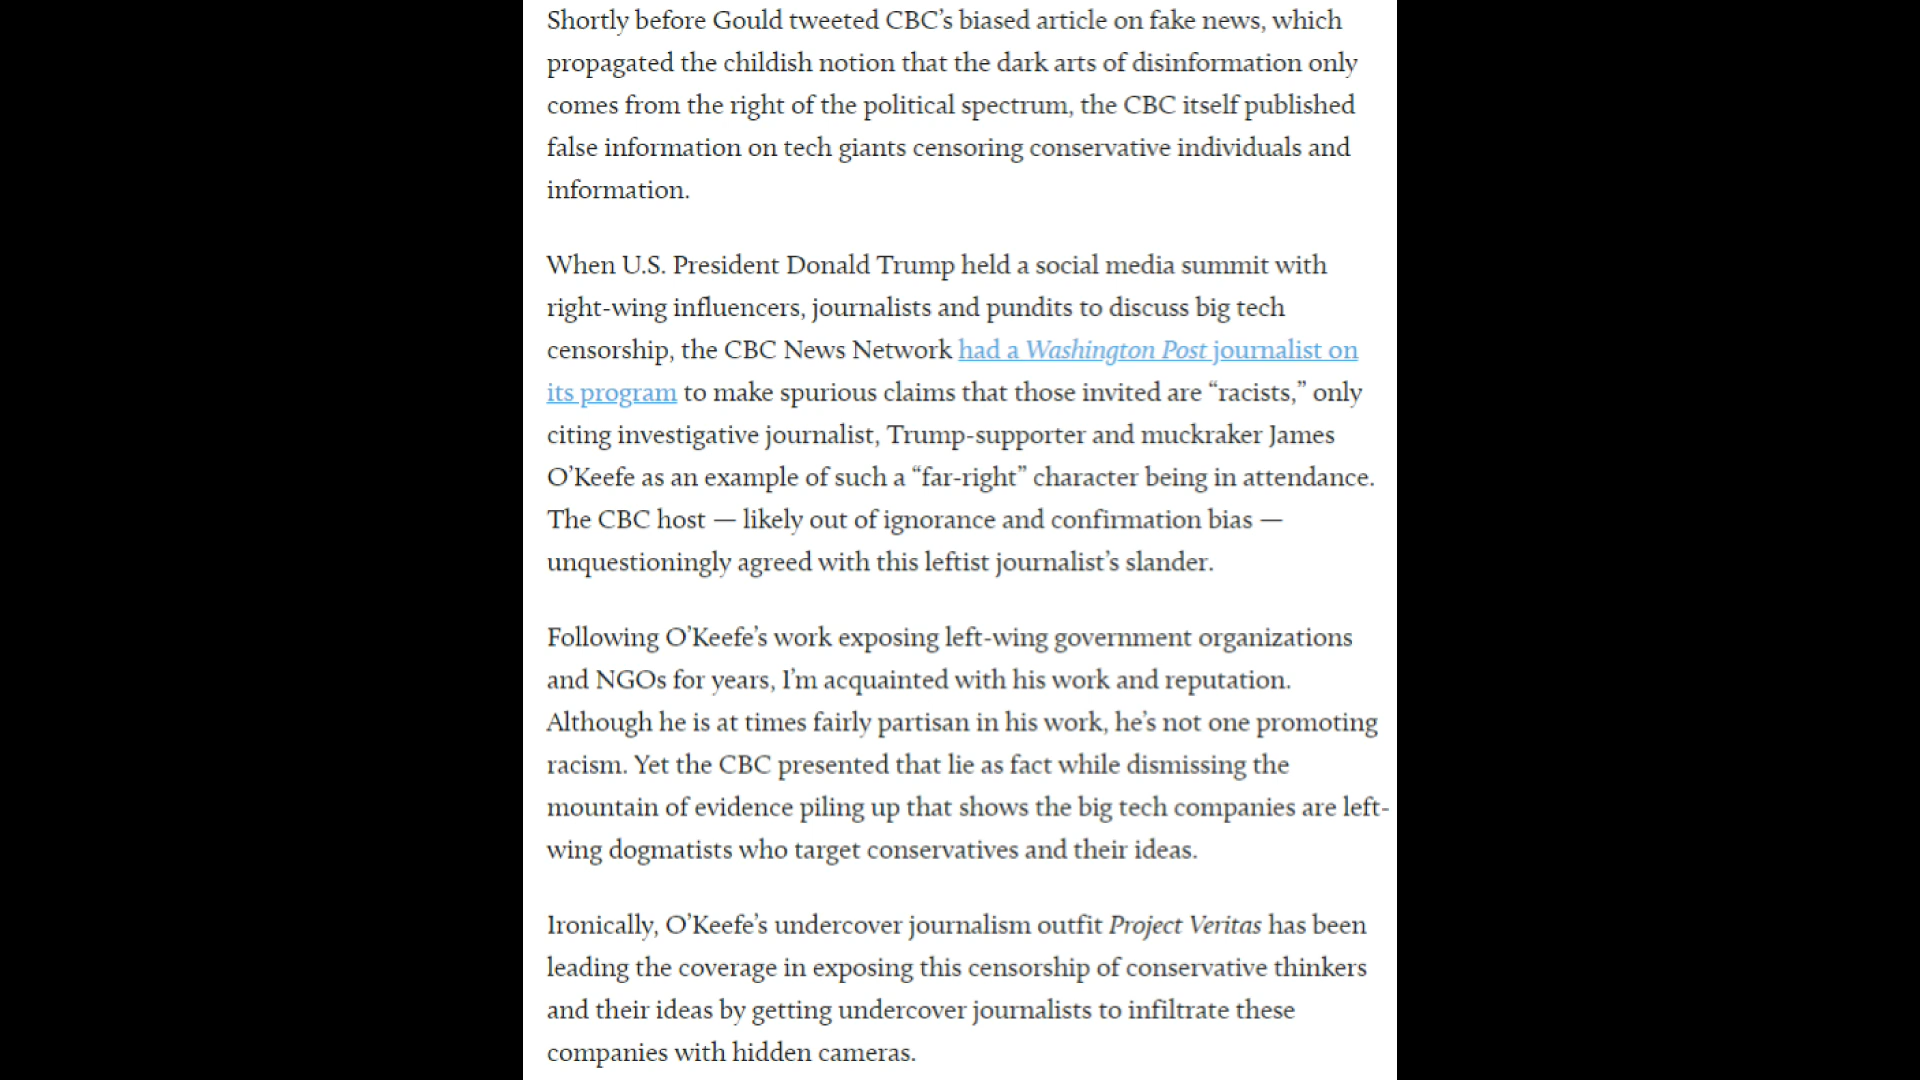 Shortly before Gould tweeted CBC’s biased article on fake news, which
propagated the childish notion that the dark arts of disinformation only
comes from the right of the political spectrum, the CBC itself published
false information on tech giants censoring conservative individuals and
information.
When U.S. President Donald Trump held a social media summit with
right-wing influencers, journalists and pundits to discuss big tech
censorship, the CBC News Network had a Washington Post journalist on
its program to make spurious claims that those invited are “racists,” only
citing investigative journalist, Trump-supporter and muckraker James
O’Keefe as an example of such a “far-right” character being in attendance.
The CBC host — likely out of ignorance and confirmation bias —
unquestioningly agreed with this leftist journalist’s slander.
Following O’Keefe’s work exposing left-wing government organizations
and NGOs for years, I’m acquainted with his work and reputation.
Although he is at times fairly partisan in his work, he’s not one promoting
racism. Yet the CBC presented that lie as fact while dismissing the
mountain of evidence piling up that shows the big tech companies are left-
wing dogmatists who target conservatives and their ideas.
Ironically, O’Keefe’s undercover journalism outfit Project Veritas has been
leading the coverage in exposing this censorship of conservative thinkers
and their ideas by getting undercover journalists to infiltrate these
companies with hidden cameras.